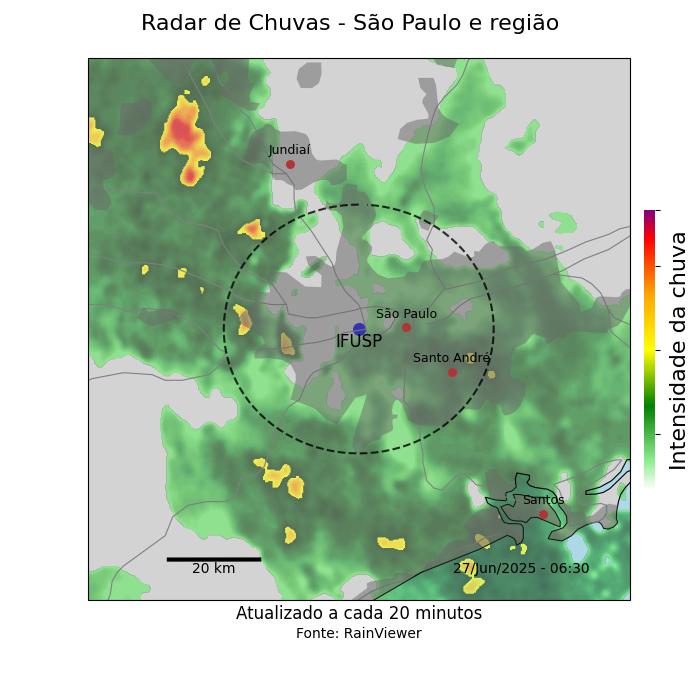 Radar de Chuvas - São Paulo e região
Jundiaí
São Paulo
IFUSP
Santo André
Santos
20 km
27/Jun/2025 - 06:30
Intensidade da chuva
Atualizado a cada 20 minutos
Fonte: RainViewer